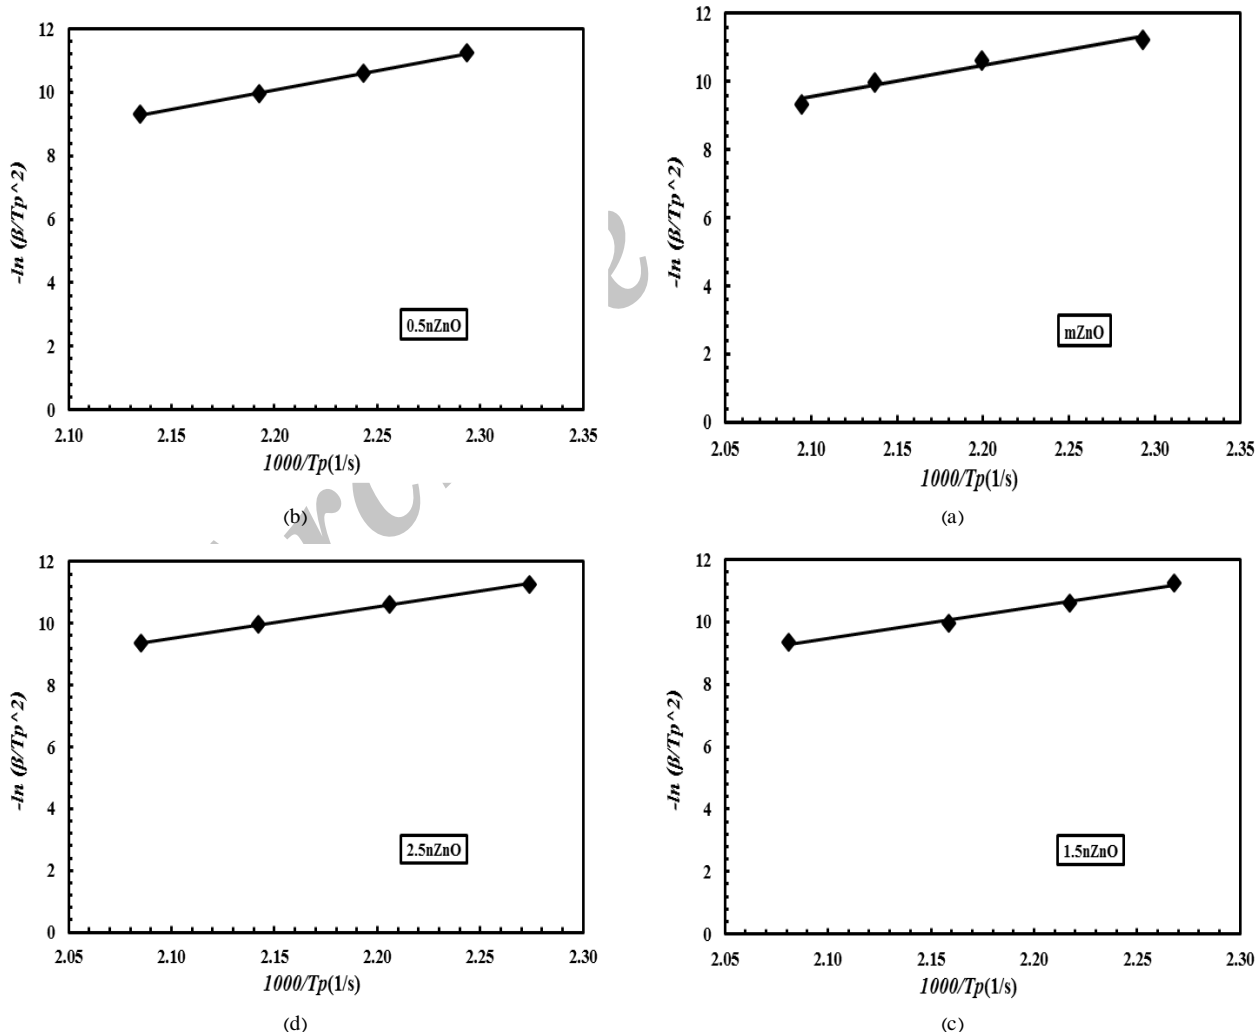 12
10
8
6
4
2
0
-ln (β/Tp^2)
0.5nZnO
2.10 2.15 2.20 2.25 2.30 2.35
1000/Tp(1/s)
(b)
12
10
8
6
4
2
0
-ln (β/Tp^2)
mZnO
2.05 2.10 2.15 2.20 2.25 2.30 2.35
1000/Tp(1/s)
(a)
12
10
8
6
4
2
0
-ln (β/Tp^2)
2.5nZnO
2.05 2.10 2.15 2.20 2.25 2.30
1000/Tp(1/s)
(d)
12
10
8
6
4
2
0
-ln (β/Tp^2)
1.5nZnO
2.05 2.10 2.15 2.20 2.25 2.30
1000/Tp(1/s)
(c)